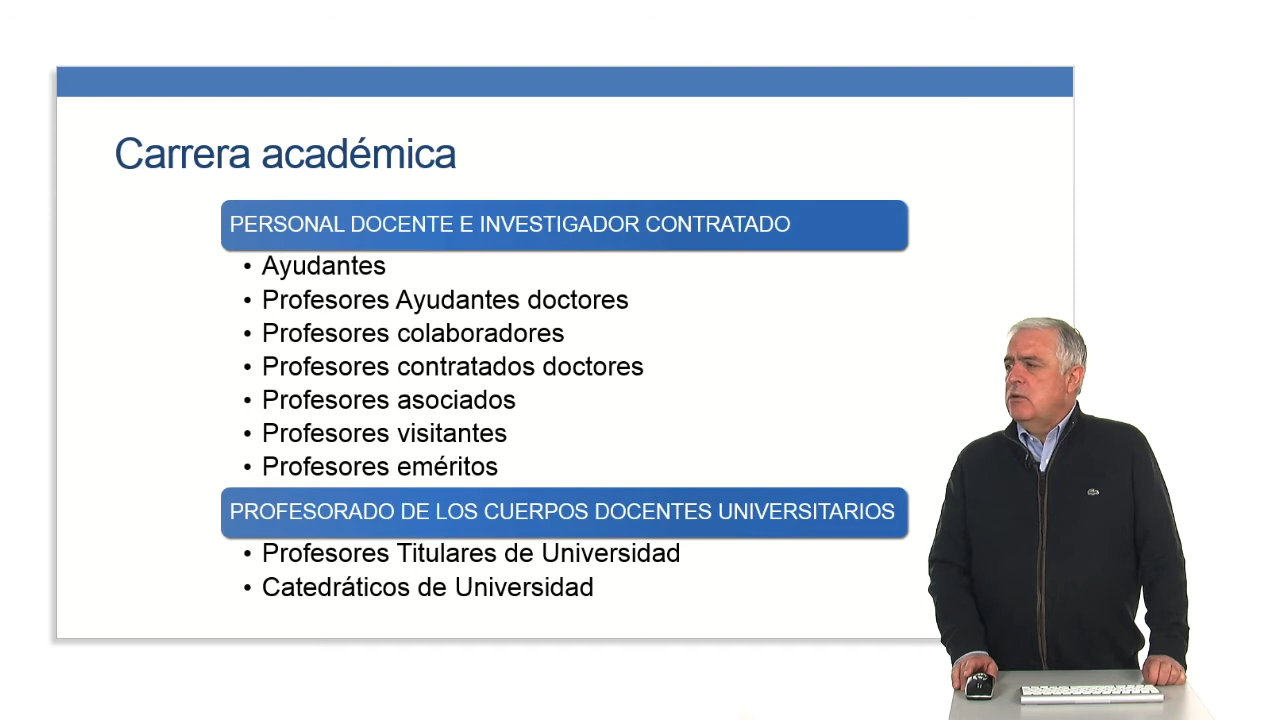 Carrera académica
PERSONAL DOCENTE E INVESTIGADOR CONTRATADO
• Ayudantes
• Profesores Ayudantes doctores
• Profesores colaboradores
• Profesores contratados doctores
• Profesores asociados
• Profesores visitantes
• Profesores eméritos
PROFESORADO DE LOS CUERPOS DOCENTES UNIVERSITARIOS
• Profesores Titulares de Universidad
• Catedráticos de Universidad